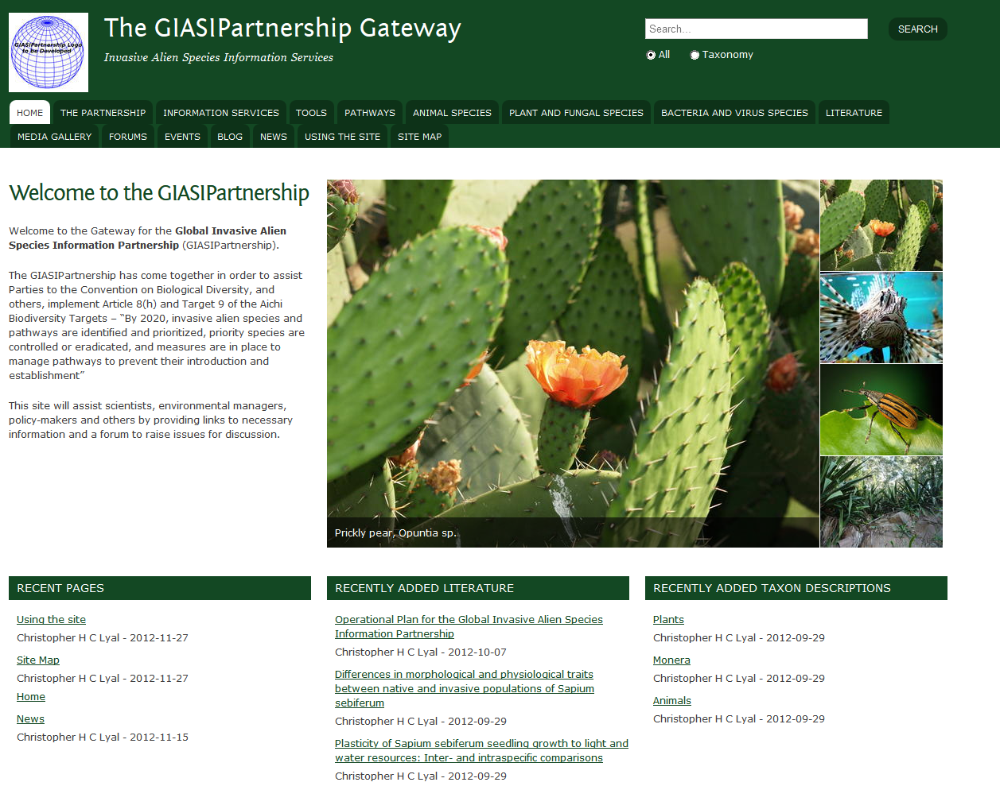 GIASIPartnership Logo
to be Developed
The GIASIPartnership Gateway
Invasive Alien Species Information Services
Search...
SEARCH
All
Taxonomy
HOME
THE PARTNERSHIP
INFORMATION SERVICES
TOOLS
PATHWAYS
ANIMAL SPECIES
PLANT AND FUNGAL SPECIES
BACTERIA AND VIRUS SPECIES
LITERATURE
MEDIA GALLERY
FORUMS
EVENTS
BLOG
NEWS
USING THE SITE
SITE MAP
Welcome to the GIASIPartnership
Welcome to the Gateway for the Global Invasive Alien
Species Information Partnership (GIASIPartnership).
The GIASIPartnership has come together in order to assist
Parties to the Convention on Biological Diversity, and
others, implement Article 8(h) and Target 9 of the Aichi
Biodiversity Targets – “By 2020, invasive alien species and
pathways are identified and prioritized, priority species are
controlled or eradicated, and measures are in place to
manage pathways to prevent their introduction and
establishment”
This site will assist scientists, environmental managers,
policy-makers and others by providing links to necessary
information and a forum to raise issues for discussion.
Prickly pear, Opuntia sp.
RECENT PAGES
Using the site
Christopher H C Lyal - 2012-11-27
Site Map
Christopher H C Lyal - 2012-11-27
Home
News
Christopher H C Lyal - 2012-11-15
RECENTLY ADDED LITERATURE
Operational Plan for the Global Invasive Alien Species
Information Partnership
Christopher H C Lyal - 2012-10-07
Differences in morphological and physiological traits
between native and invasive populations of Sapium
sebiferum
Christopher H C Lyal - 2012-09-29
Plasticity of Sapium sebiferum seedling growth to light and
water resources: Inter- and intraspecific comparisons
Christopher H C Lyal - 2012-09-29
RECENTLY ADDED TAXON DESCRIPTIONS
Plants
Christopher H C Lyal - 2012-09-29
Monera
Christopher H C Lyal - 2012-09-29
Animals
Christopher H C Lyal - 2012-09-29